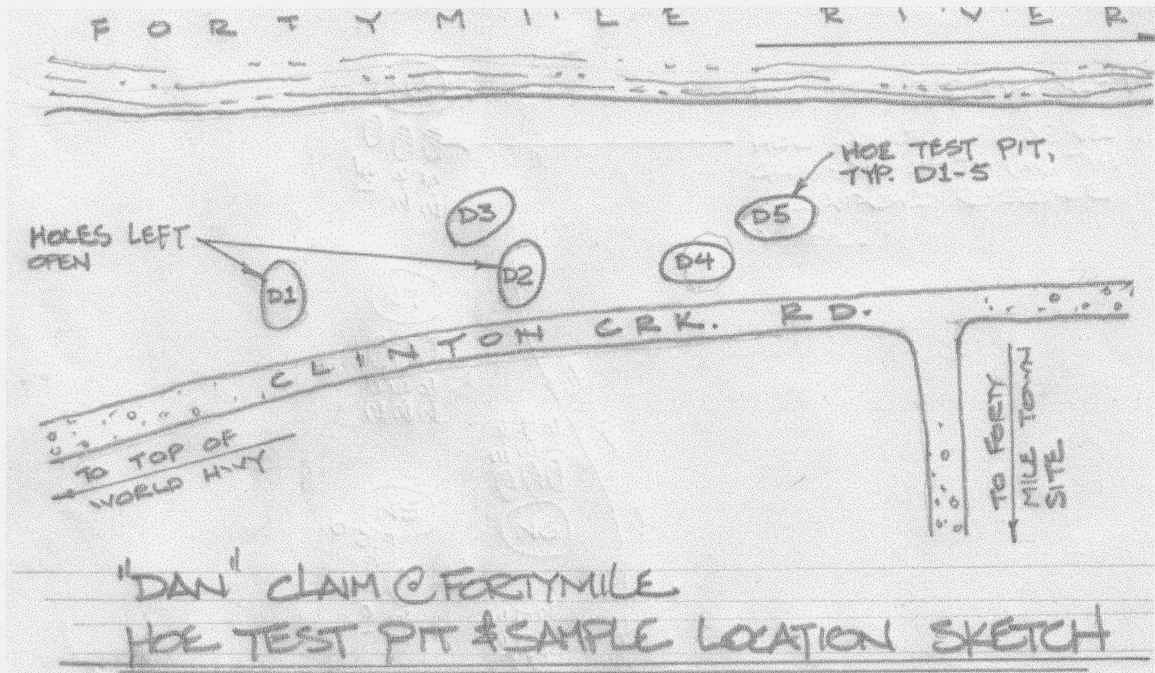 FORTYMILE RIVER
HOE TEST PIT,
TYP. D1-5
D3
D5
HOLES LEFT
OPEN
D2
D4
D1
CLINTON CRK. RD.
TO TOP OF
WORLD HWY
TO FORTY
MILE TOWN
SITE
"DAN" CLAIM @ FORTYMILE
HOE TEST PIT & SAMPLE LOCATION SKETCH